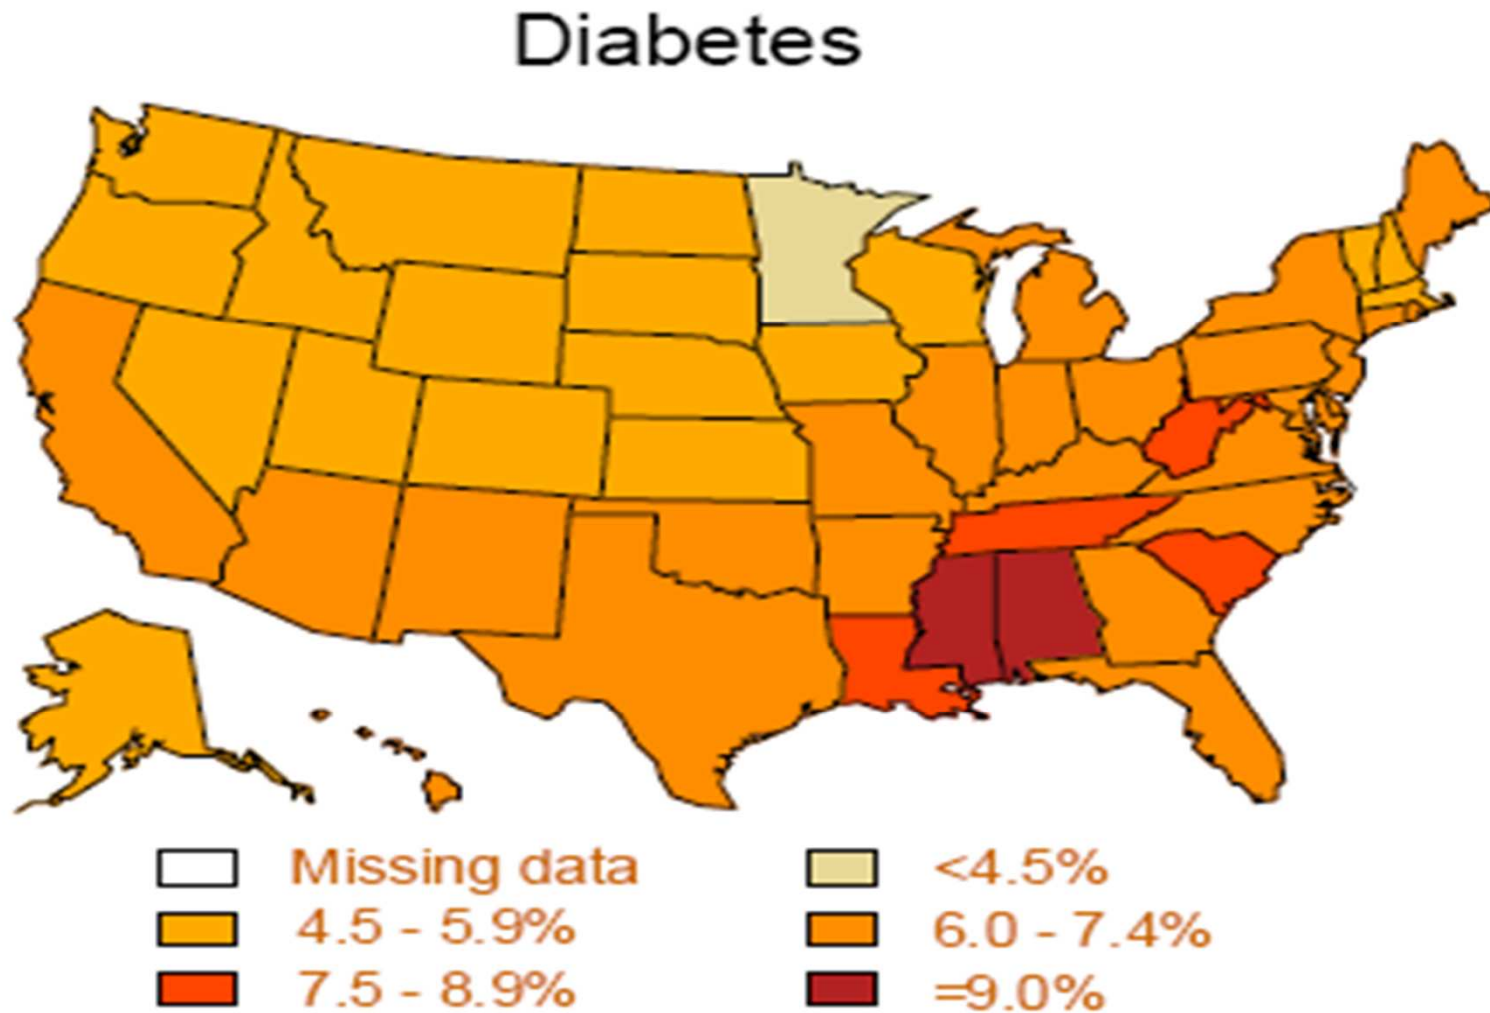 Diabetes
Missing data
<4.5%
4.5 - 5.9%
6.0 - 7.4%
7.5 - 8.9%
=9.0%